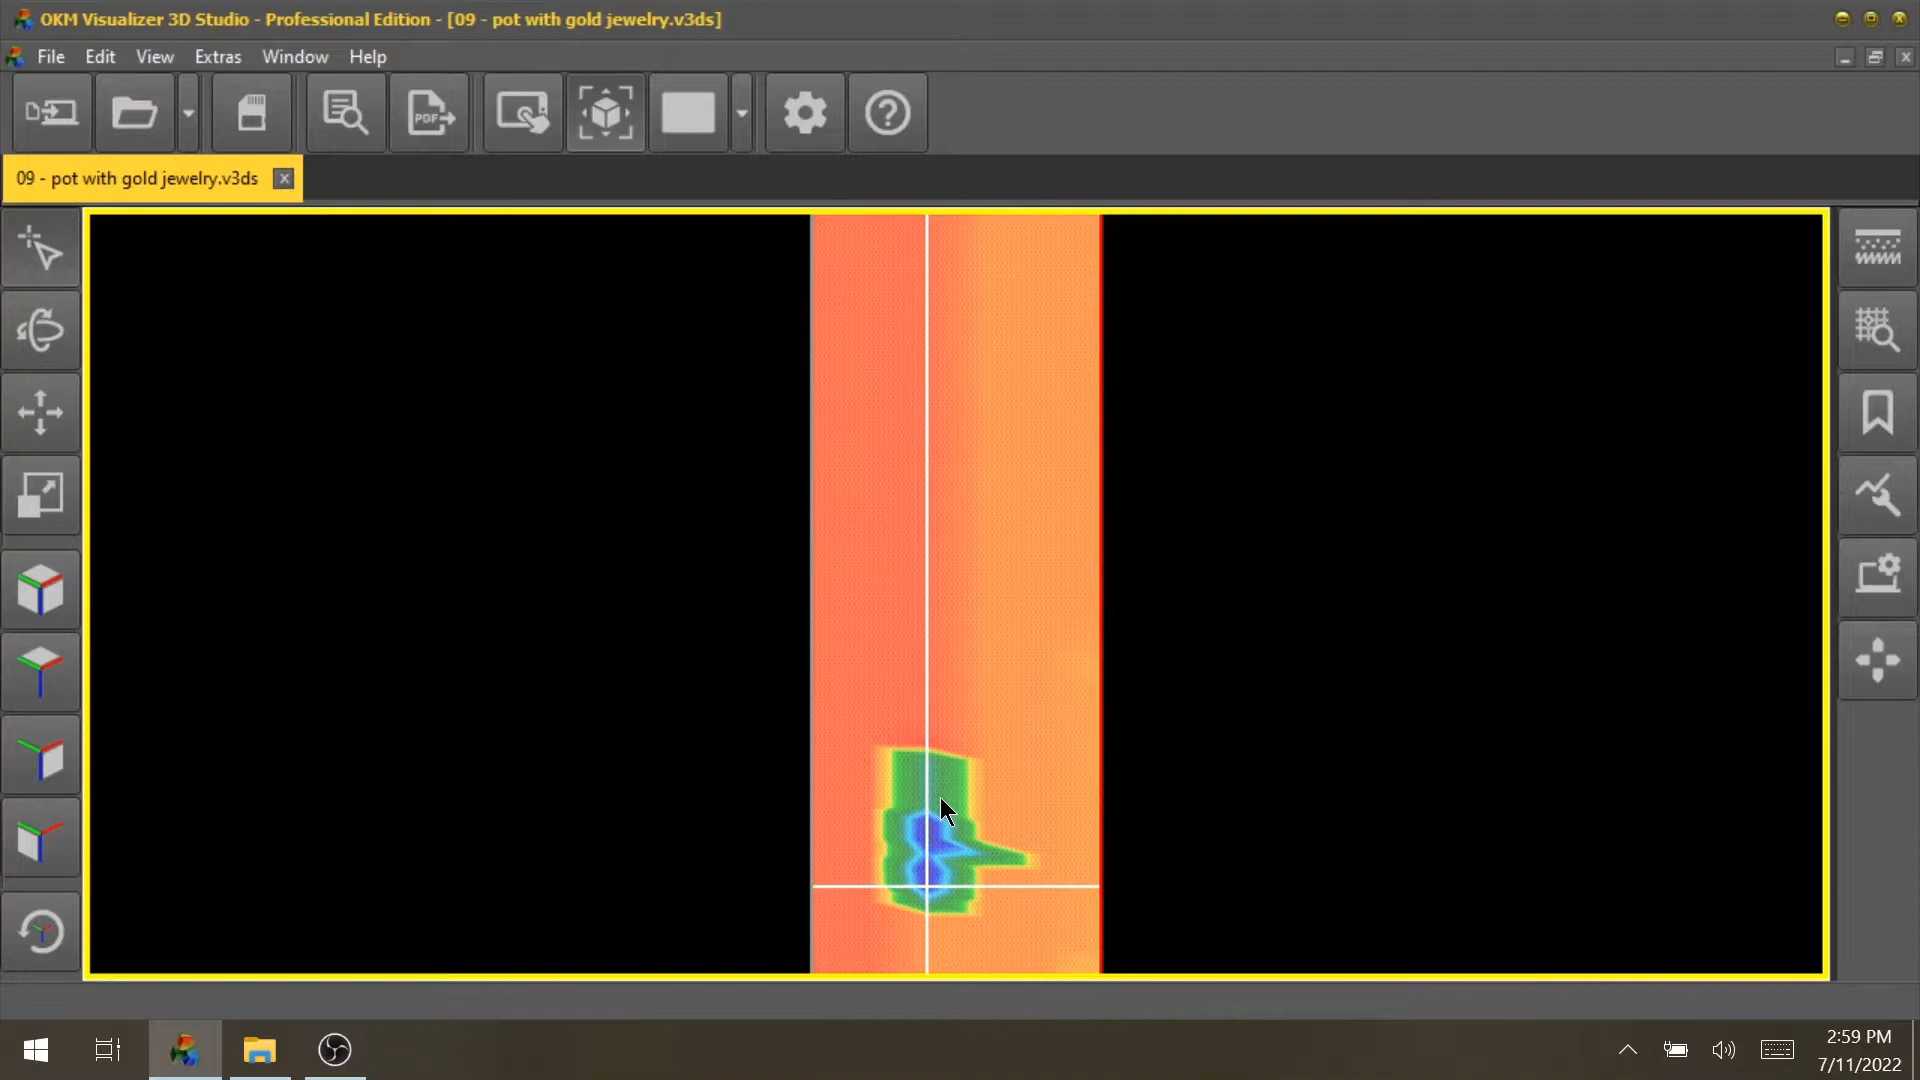 OKM Visualizer 3D Studio - Professional Edition - [09 - pot with gold jewelry.v3ds]
File Edit View Extras Window Help
PDF
09 - pot with gold jewelry.v3ds
2:59 PM
7/11/2022